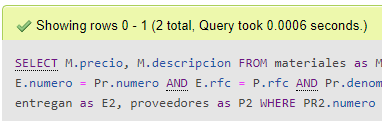 Showing rows 0 - 1 (2 total, Query took 0.0006 seconds.)
SELECT M.precio, M.descripcion FROM materiales as M
E.numero = Pr.numero AND E.rfc = P.rfc AND Pr.denom
entregan as E2, proveedores as P2 WHERE PR2.numero